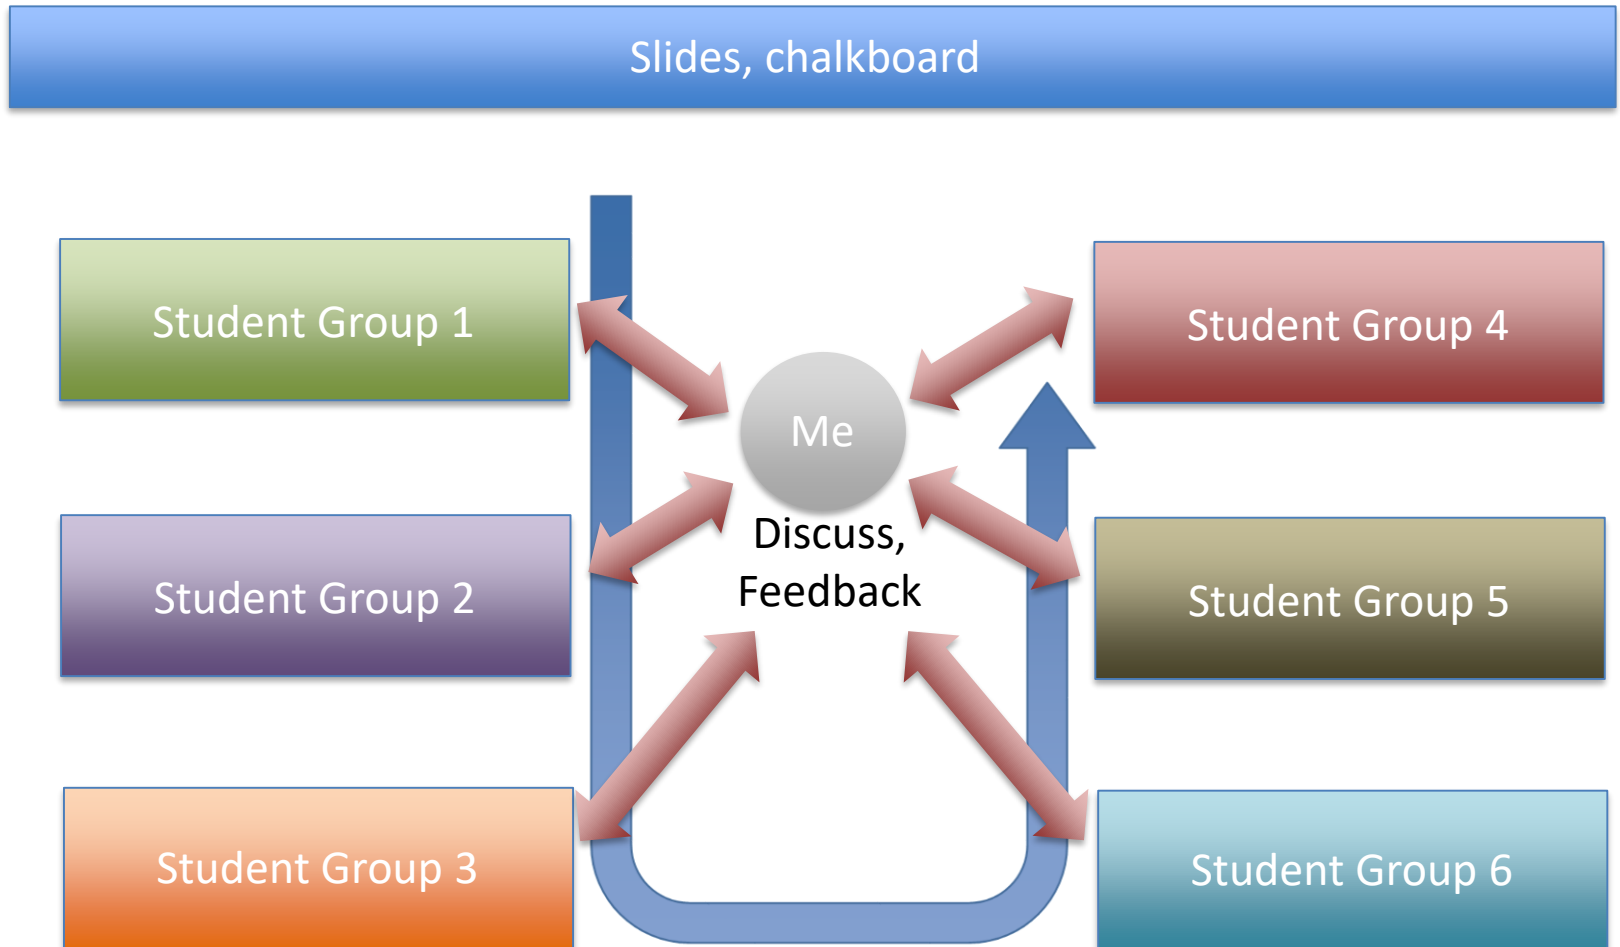 Slides, chalkboard
Student Group 1
Student Group 4
Me
Discuss,
Feedback
Student Group 2
Student Group 5
Student Group 3
Student Group 6